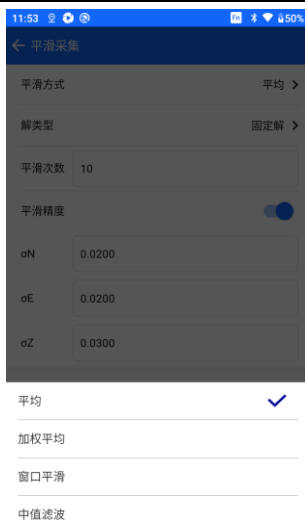 11:53 50%
平滑采集
平滑方式 平均
解类型 固定解
平滑次数 10
平滑精度
σN 0.0200
σE 0.0200
σZ 0.0300
平均
加权平均
窗口平滑
中值滤波